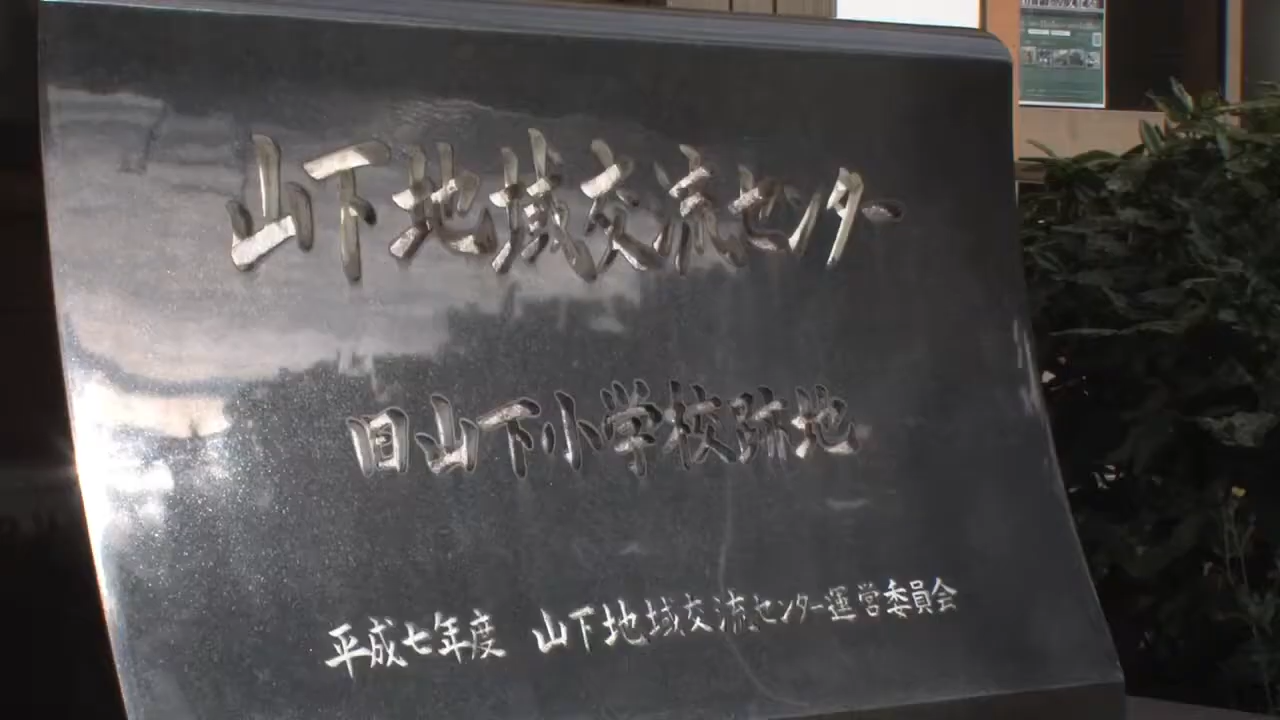 山下地域交流センター
旧山下小学校跡地
平成七年度 山下地域交流センター運営委員会